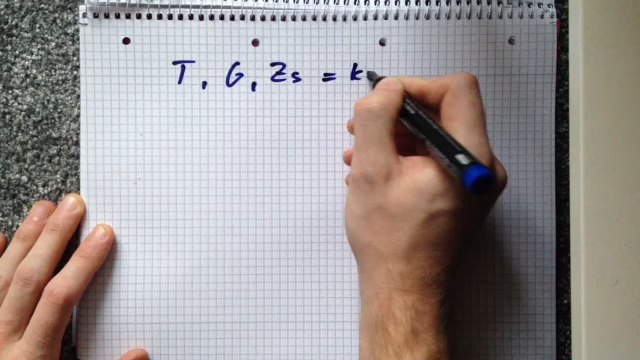 T, G, Zs = k